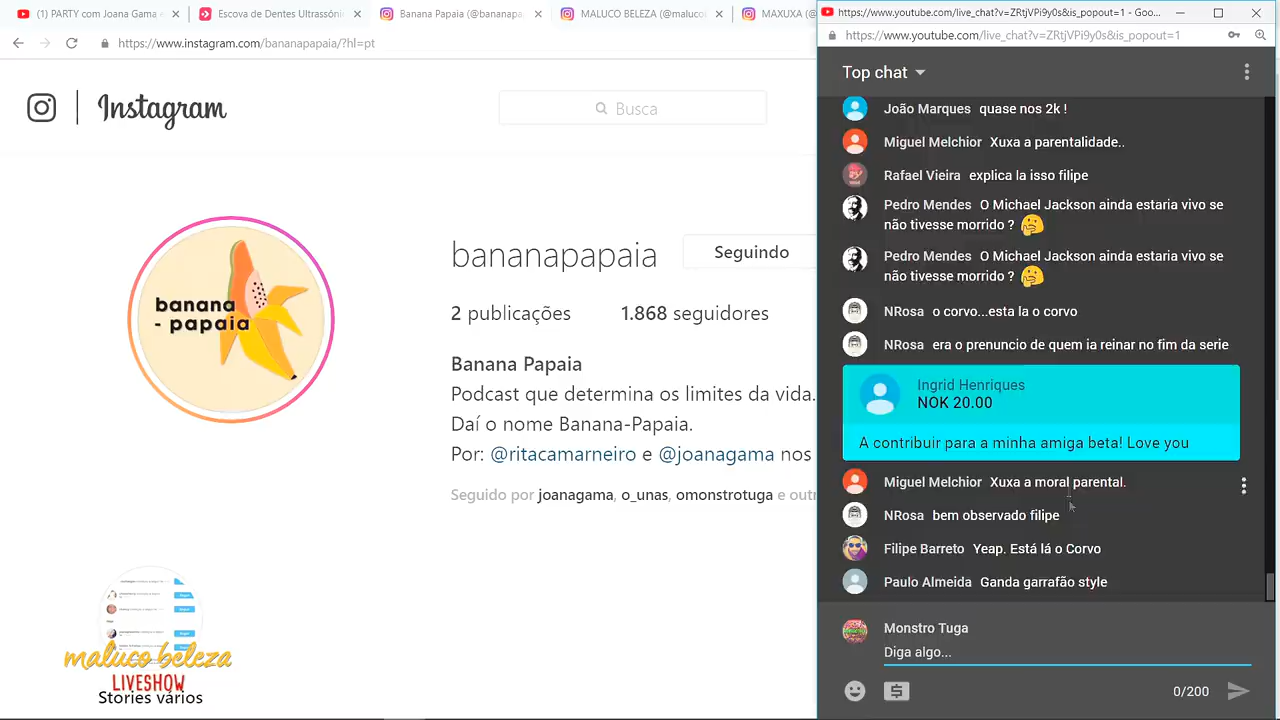 1) PARTY com Joana Gama e
Escova de Dentes Ultrassónic
Banana Papaia (@bananapap
MALUCO BELEZA (@maluco
MAXUXA (@max
https://www.instagram.com/bananapapaia/?hl=pt
Instagram
Busca
banana
- papaia
bananapapaia
Seguindo
2 publicações 1.868 seguidores
Banana Papaia
Podcast que determina os limites da vida.
Daí o nome Banana-Papaia.
Por: @ritacamarneiro e @joanagama nos
Seguido por joanagama, o_unas, omonstrotuga e outr
maluco beleza
LIVESHOW
Stories vários
https://www.youtube.com/live_chat?v=ZRtjVPi9y0s&is_popout=1 - Goo...
https://www.youtube.com/live_chat?v=ZRtjVPi9y0s&is_popout=1
Top chat
João Marques quase nos 2k !
Miguel Melchior Xuxa a parentalidade..
Rafael Vieira explica la isso filipe
Pedro Mendes O Michael Jackson ainda estaria vivo se
não tivesse morrido ? 🤔
Pedro Mendes O Michael Jackson ainda estaria vivo se
não tivesse morrido ? 🤔
NRosa o corvo...esta la o corvo
NRosa era o prenuncio de quem ia reinar no fim da serie
Ingrid Henriques
NOK 20.00
A contribuir para a minha amiga beta! Love you
Miguel Melchior Xuxa a moral parental.
NRosa bem observado filipe
Filipe Barreto Yeap. Está lá o Corvo
Paulo Almeida Ganda garrafão style
Monstro Tuga
Diga algo...
0/200